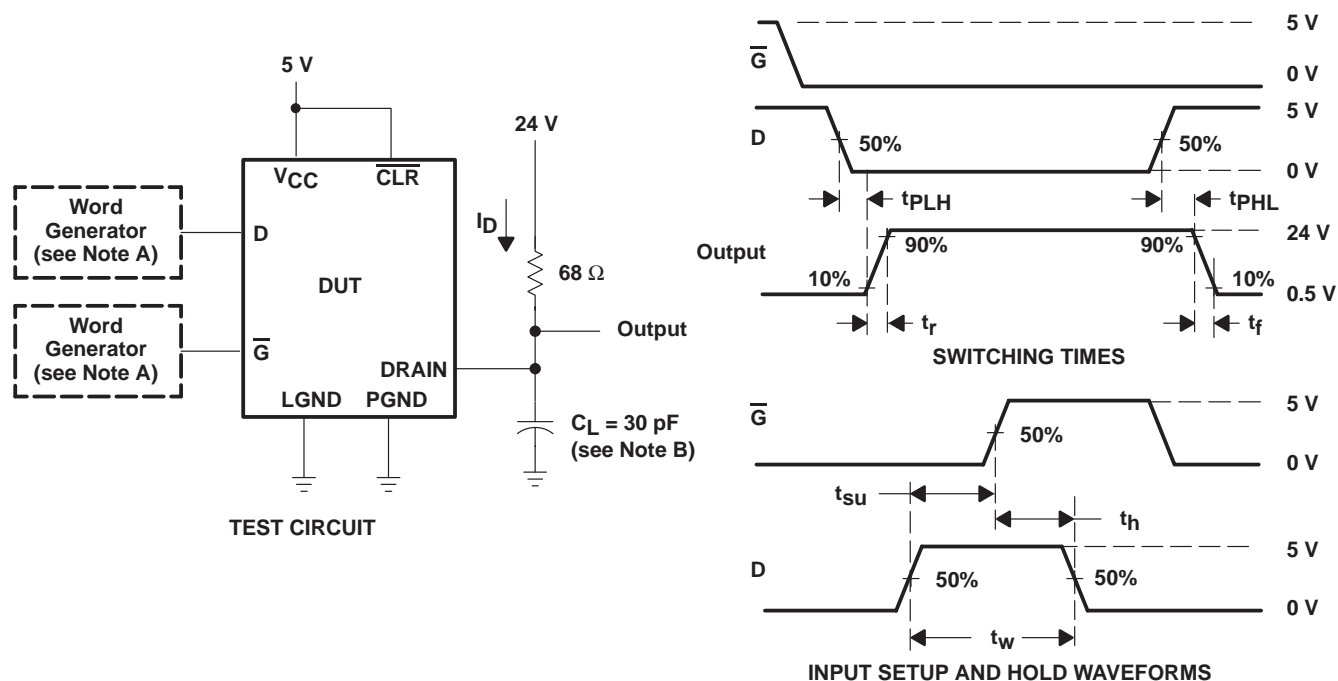 5 V
24 V
VCC
CLR
Word
Generator
(see Note A)
D
ID
DUT
68 Ω
Word
Generator
(see Note A)
G
Output
DRAIN
LGND PGND
CL = 30 pF
(see Note B)
TEST CIRCUIT
5 V
G
0 V
5 V
D
50%
50%
0 V
tPLH
tPHL
24 V
Output
90%
90%
10%
10%
0.5 V
tr
tf
SWITCHING TIMES
G
5 V
50%
0 V
tsu
th
5 V
D
50%
50%
0 V
tw
INPUT SETUP AND HOLD WAVEFORMS